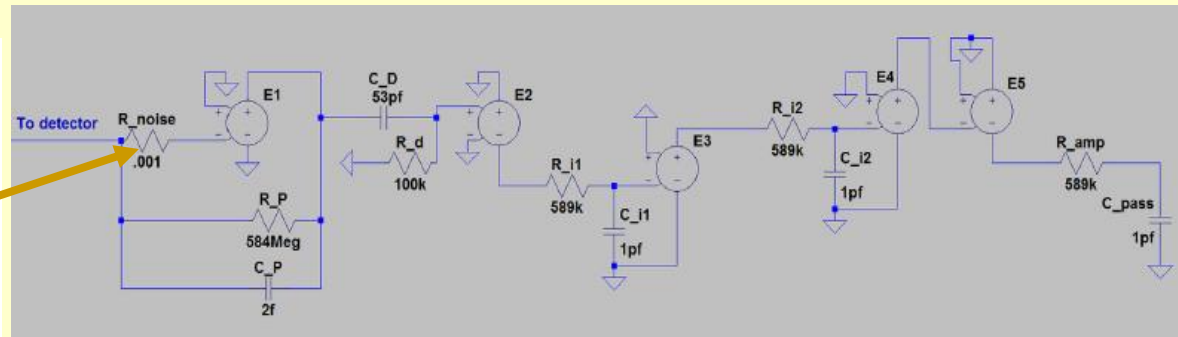 To detector
R_noise
.001
E1
R_P
584Meg
C_P
2f
C_D
53pf
R_d
100k
E2
R_i1
589k
C_i1
1pf
E3
R_i2
589k
C_i2
1pf
E4
E5
R_amp
589k
C_pass
1pf